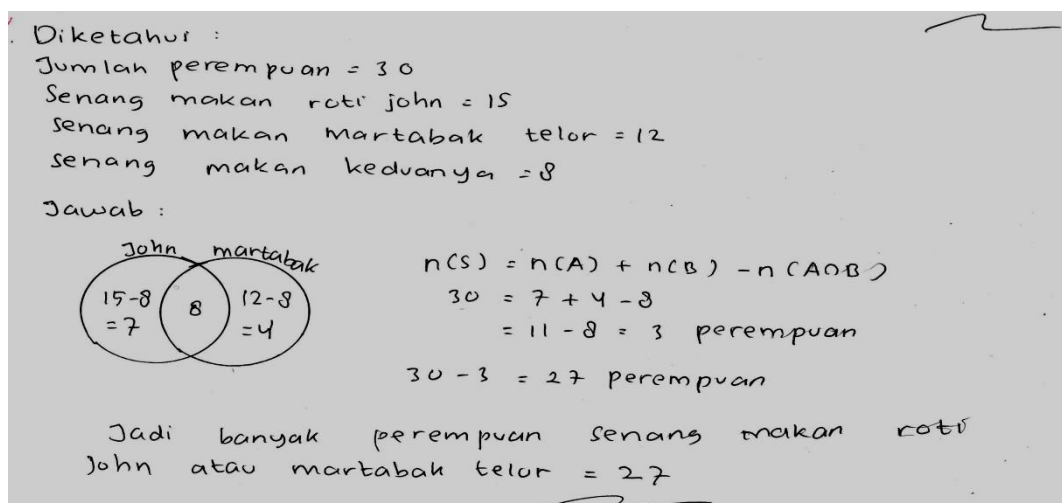 Diketahui :
Jumlah perempuan = 30
Senang makan roti john = 15
senang makan martabak telor = 12
senang makan keduanya = 8
Jawab :
John martabak
15-8 8 12-8
=7 =4
n(S) = n(A) + n(B) - n(A∩B)
30 = 7 + 4 - 8
= 11 - 8 = 3 perempuan
30 - 3 = 27 perempuan
Jadi banyak perempuan senang makan roti
John atau martabak telur = 27